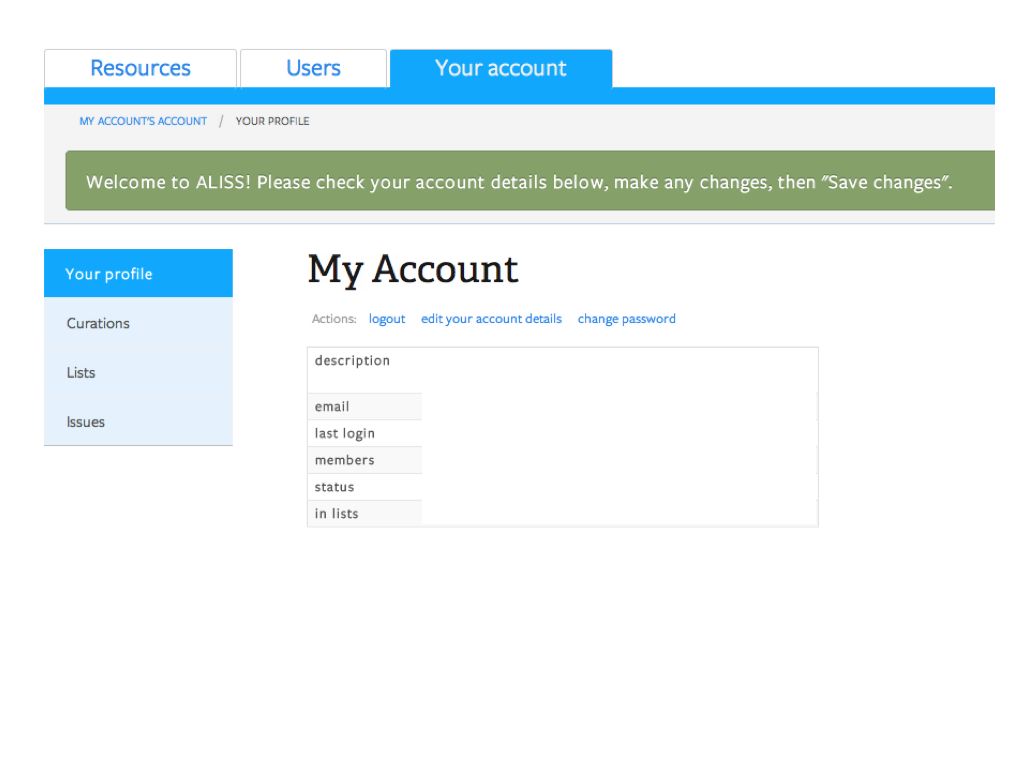 Resources Users Your account
MY ACCOUNT'S ACCOUNT / YOUR PROFILE
Welcome to ALISS! Please check your account details below, make any changes, then "Save changes".
Your profile
Curations
Lists
Issues
My Account
Actions: logout edit your account details change password
description
email
last login
members
status
in lists